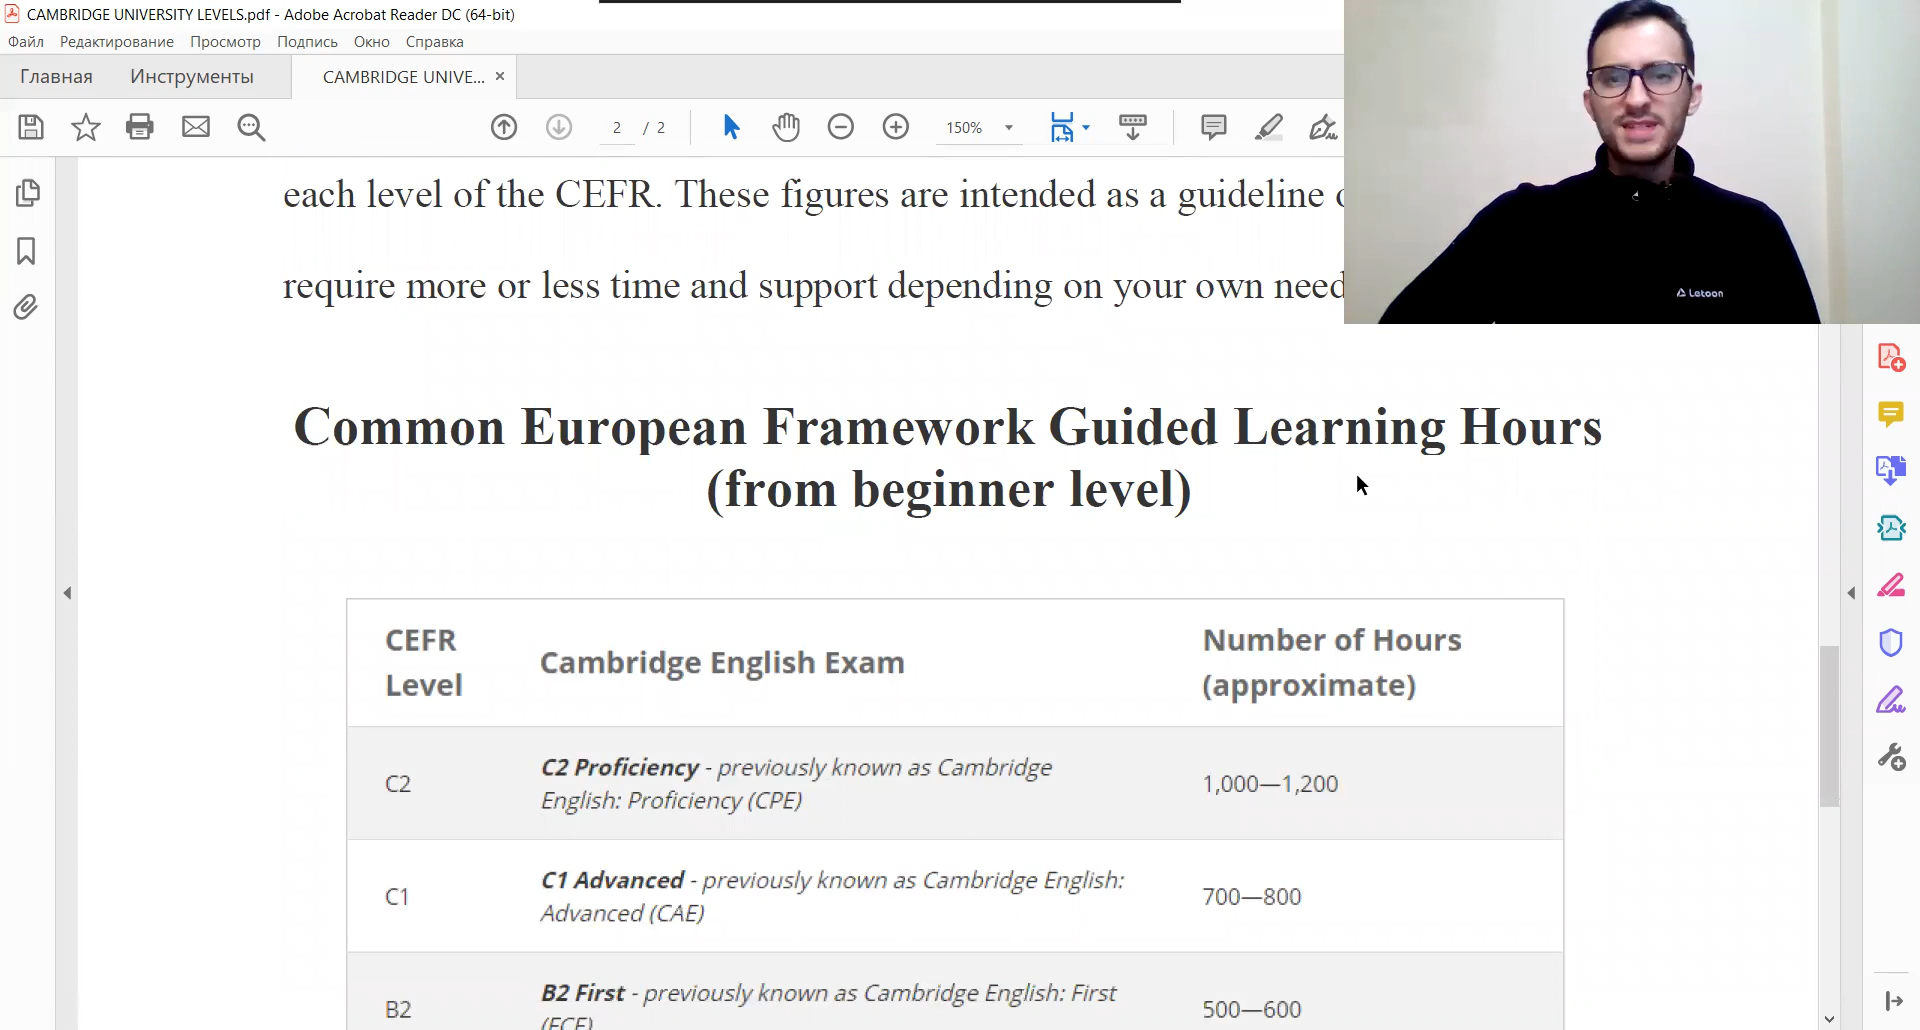 CAMBRIDGE UNIVERSITY LEVELS.pdf - Adobe Acrobat Reader DC (64-bit)
Файл Редактирование Просмотр Подпись Окно Справка
Главная Инструменты CAMBRIDGE UNIVE... ×
2 / 2 150%
each level of the CEFR. These figures are intended as a guideline
require more or less time and support depending on your own need
Letoon
Common European Framework Guided Learning Hours
(from beginner level)
CEFR
Level
Cambridge English Exam
Number of Hours
(approximate)
C2
C2 Proficiency - previously known as Cambridge
English: Proficiency (CPE)
1,000—1,200
C1
C1 Advanced - previously known as Cambridge English:
Advanced (CAE)
700—800
B2
B2 First - previously known as Cambridge English: First
(FCE)
500—600